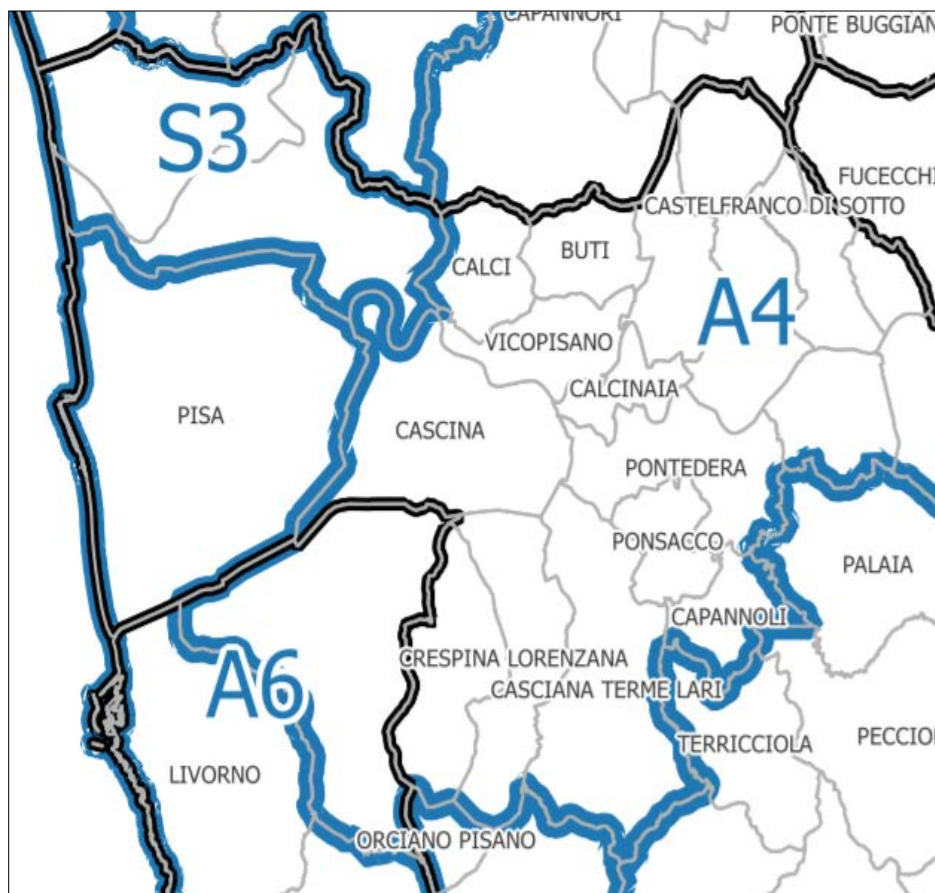 CAPANNORI
PONTE BUGGIAN
S3
FUCECCHI
CASTELFRANCO DI SOTTO
BUTI
CALCI
A4
VICOPISANO
CALCINAIA
PISA
CASCINA
PONTEDERA
PONSACCO
PALAIA
CAPANNOLI
CRESPINA LORENZANA
CASCIANA TERME LARI
A6
TERRICCIOLA
PECCIOL
LIVORNO
ORCIANO PISANO